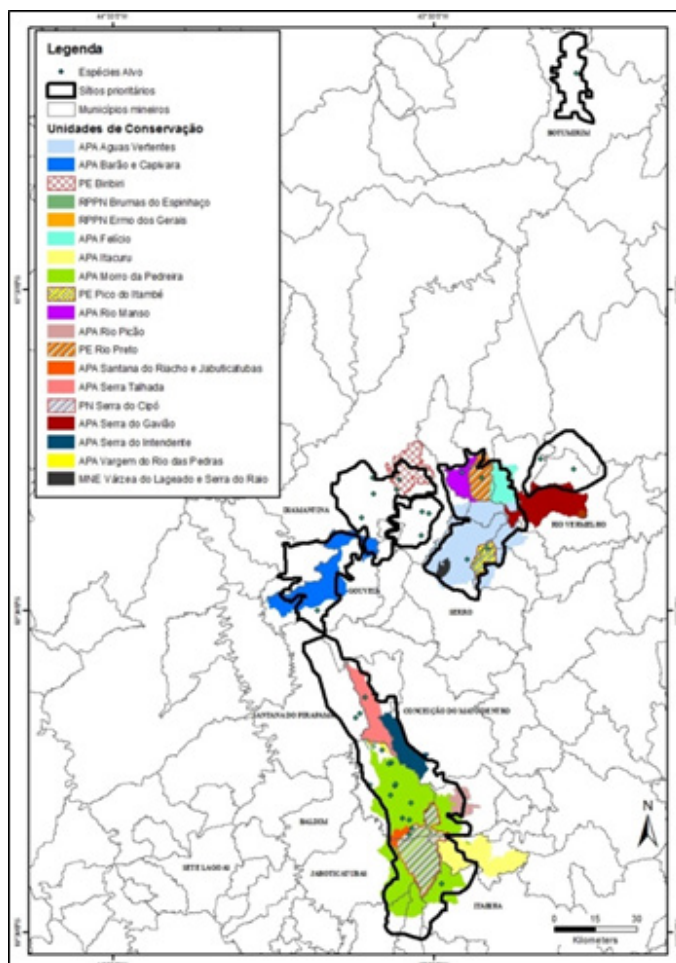 Legenda
Espécies Alvo
Sítios prioritários
Municípios mineiros
Unidades de Conservação
APA Aguas Vertentes
APA Barão e Capivara
PE Biribiri
RPPN Brumas do Espinhaço
RPPN Ermo dos Gerais
APA Felício
APA Itacuru
APA Morro da Pedreira
PE Pico do Itambé
APA Rio Manso
APA Rio Picão
PE Rio Preto
APA Santana do Riacho e Jabuticatubas
APA Serra Talhada
PN Serra do Cipó
APA Serra do Gavião
APA Serra do Intendente
APA Vargem do Rio das Pedras
MNE Várzea do Lageado e Serra do Raio
BOTUMIRIM
DIAMANTINA
RIO VERMELHO
GOUVEIA
SERRO
SANTANA DO PIRAPAMA
CONCEIÇÃO DO MATO DENTRO
BALDIM
SETE LAGOAS
JABOTICATUBAS
ITABIRA
N
0 15 30
Kilometers